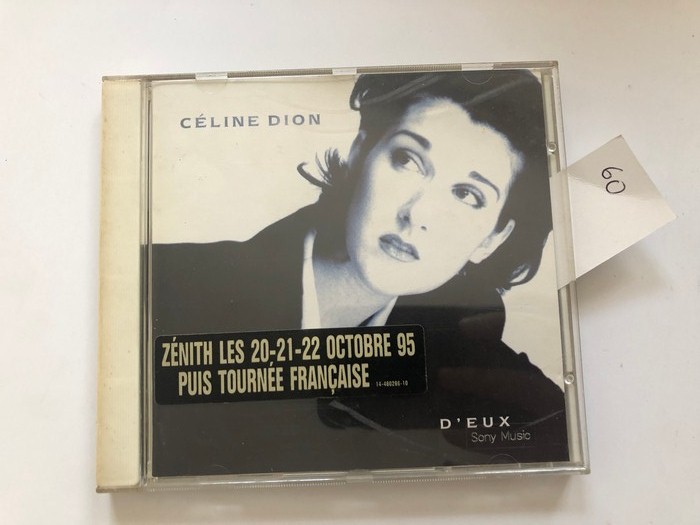 CÉLINE DION
60
ZÉNITH LES 20-21-22 OCTOBRE 95
PUIS TOURNÉE FRANÇAISE
D'EUX
Sony Music